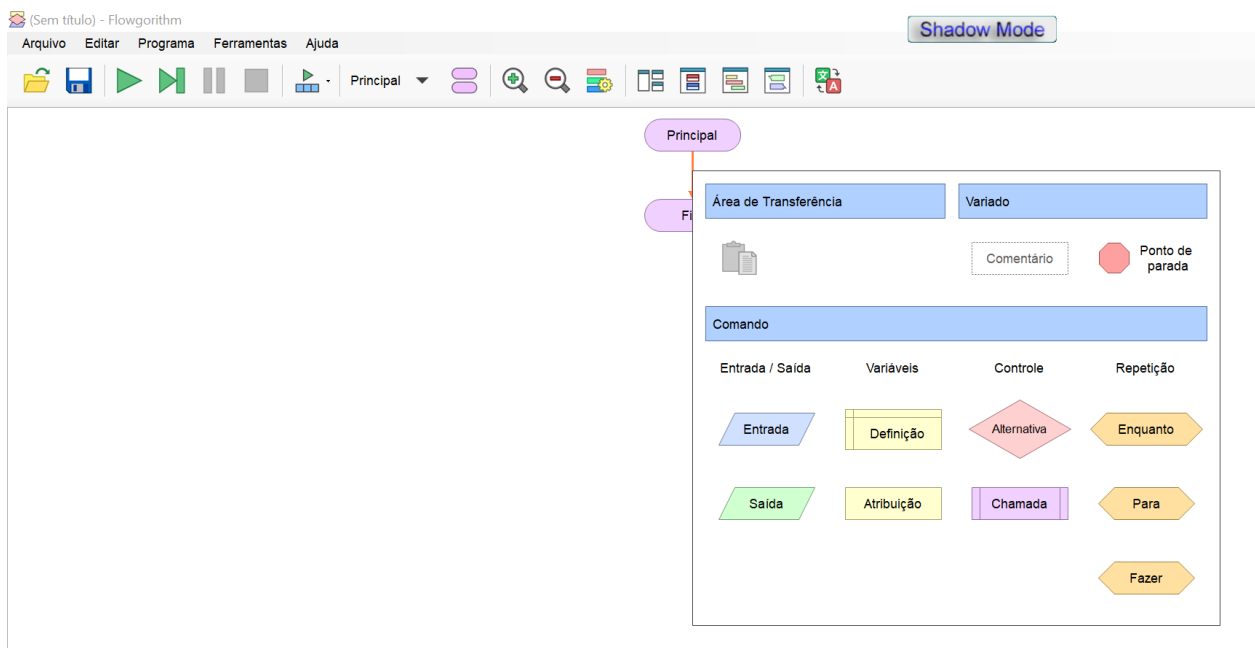 (Sem título) - Flowgorithm
Shadow Mode
Arquivo Editar Programa Ferramentas Ajuda
Principal
Principal
Fi
Área de Transferência
Variado
Comentário
Ponto de
parada
Comando
Entrada / Saída Variáveis Controle Repetição
Entrada Definição Alternativa Enquanto
Saída Atribuição Chamada Para
Fazer